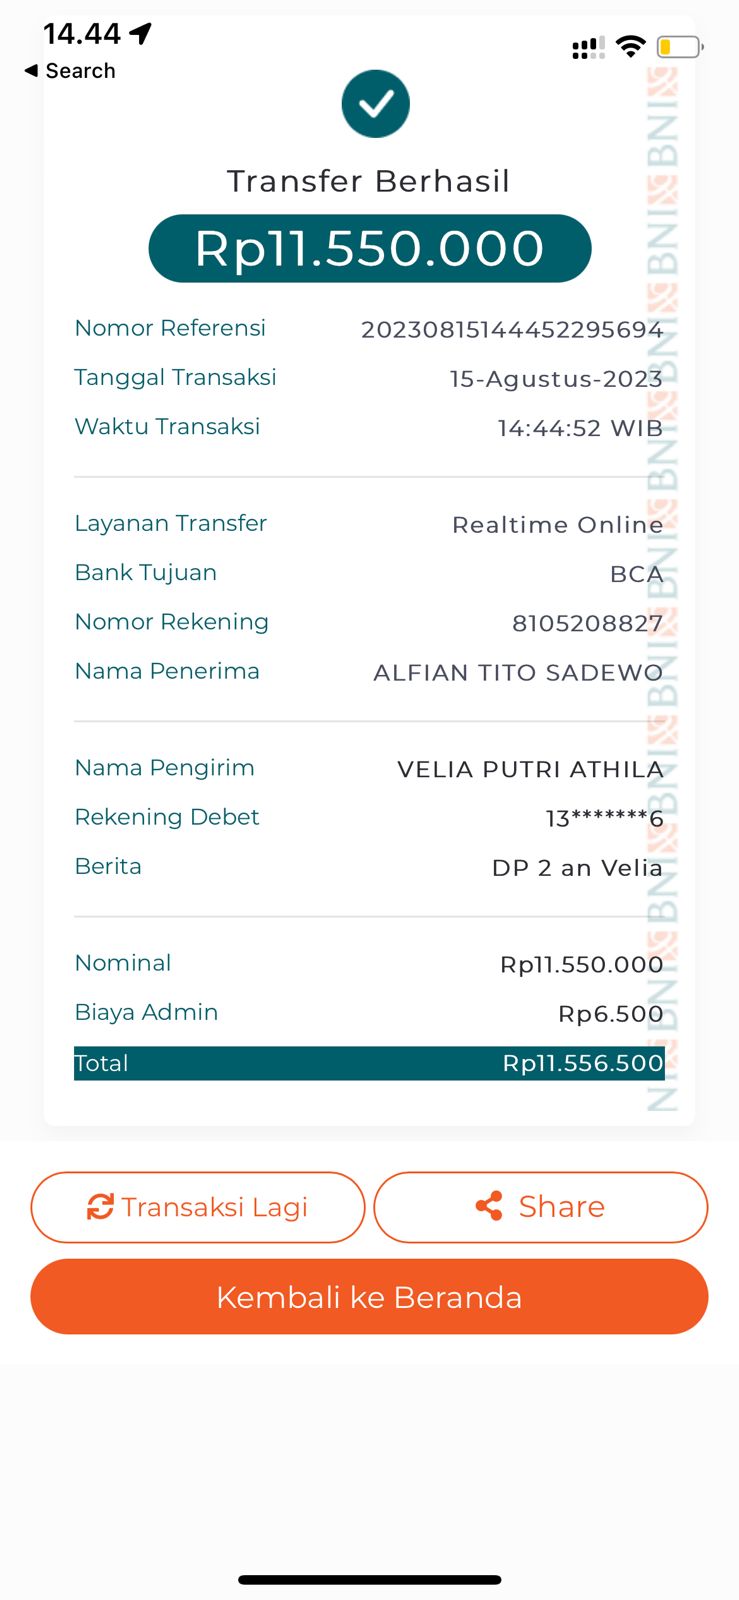 14.44
Search
Transfer Berhasil
Rp11.550.000
Nomor Referensi 20230815144452295694
Tanggal Transaksi 15-Agustus-2023
Waktu Transaksi 14:44:52 WIB
Layanan Transfer Realtime Online
Bank Tujuan BCA
Nomor Rekening 8105208827
Nama Penerima ALFIAN TITO SADEWO
Nama Pengirim VELIA PUTRI ATHILA
Rekening Debet 13*******6
Berita DP 2 an Velia
Nominal Rp11.550.000
Biaya Admin Rp6.500
Total Rp11.556.500
BNI BNI BNI BNI BNI BNI BNI BNI BNI NI
Transaksi Lagi
Share
Kembali ke Beranda